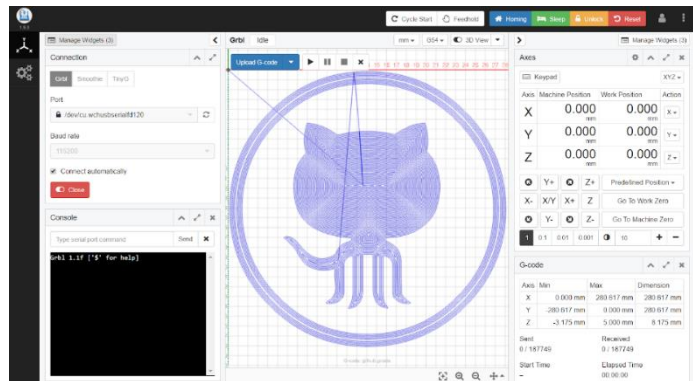 Cycle Start Feedhold Homing Sleep Unlock Reset
Manage Widgets (3)
Connection
Grbl Smoothie TinyG
Port
/dev/cu.wchusbserialfd120
Baud rate
115200
Connect automatically
Close
Console
Type serial port command Send
Grbl 1.1f ['$' for help]
Grbl Idle mm G54 3D View
Upload G-code
Manage Widgets (3)
Axes
Keypad XYZ
Axis Machine Position Work Position Action
X 0.000 mm 0.000 mm X
Y 0.000 mm 0.000 mm Y
Z 0.000 mm 0.000 mm Z
Y+ Z+ Predefined Position
X- X/Y X+ Z Go To Work Zero
Y- Z- Go To Machine Zero
1 0.1 0.01 0.001 10 + −
G-code
Axis Min Max Dimension
X 0.000 mm 280.617 mm 280.617 mm
Y -280.617 mm 0.000 mm 280.617 mm
Z -3.175 mm 5.000 mm 8.175 mm
Sent Received
0 / 187749 0 / 187749
Start Time Elapsed Time
– 00:00:00